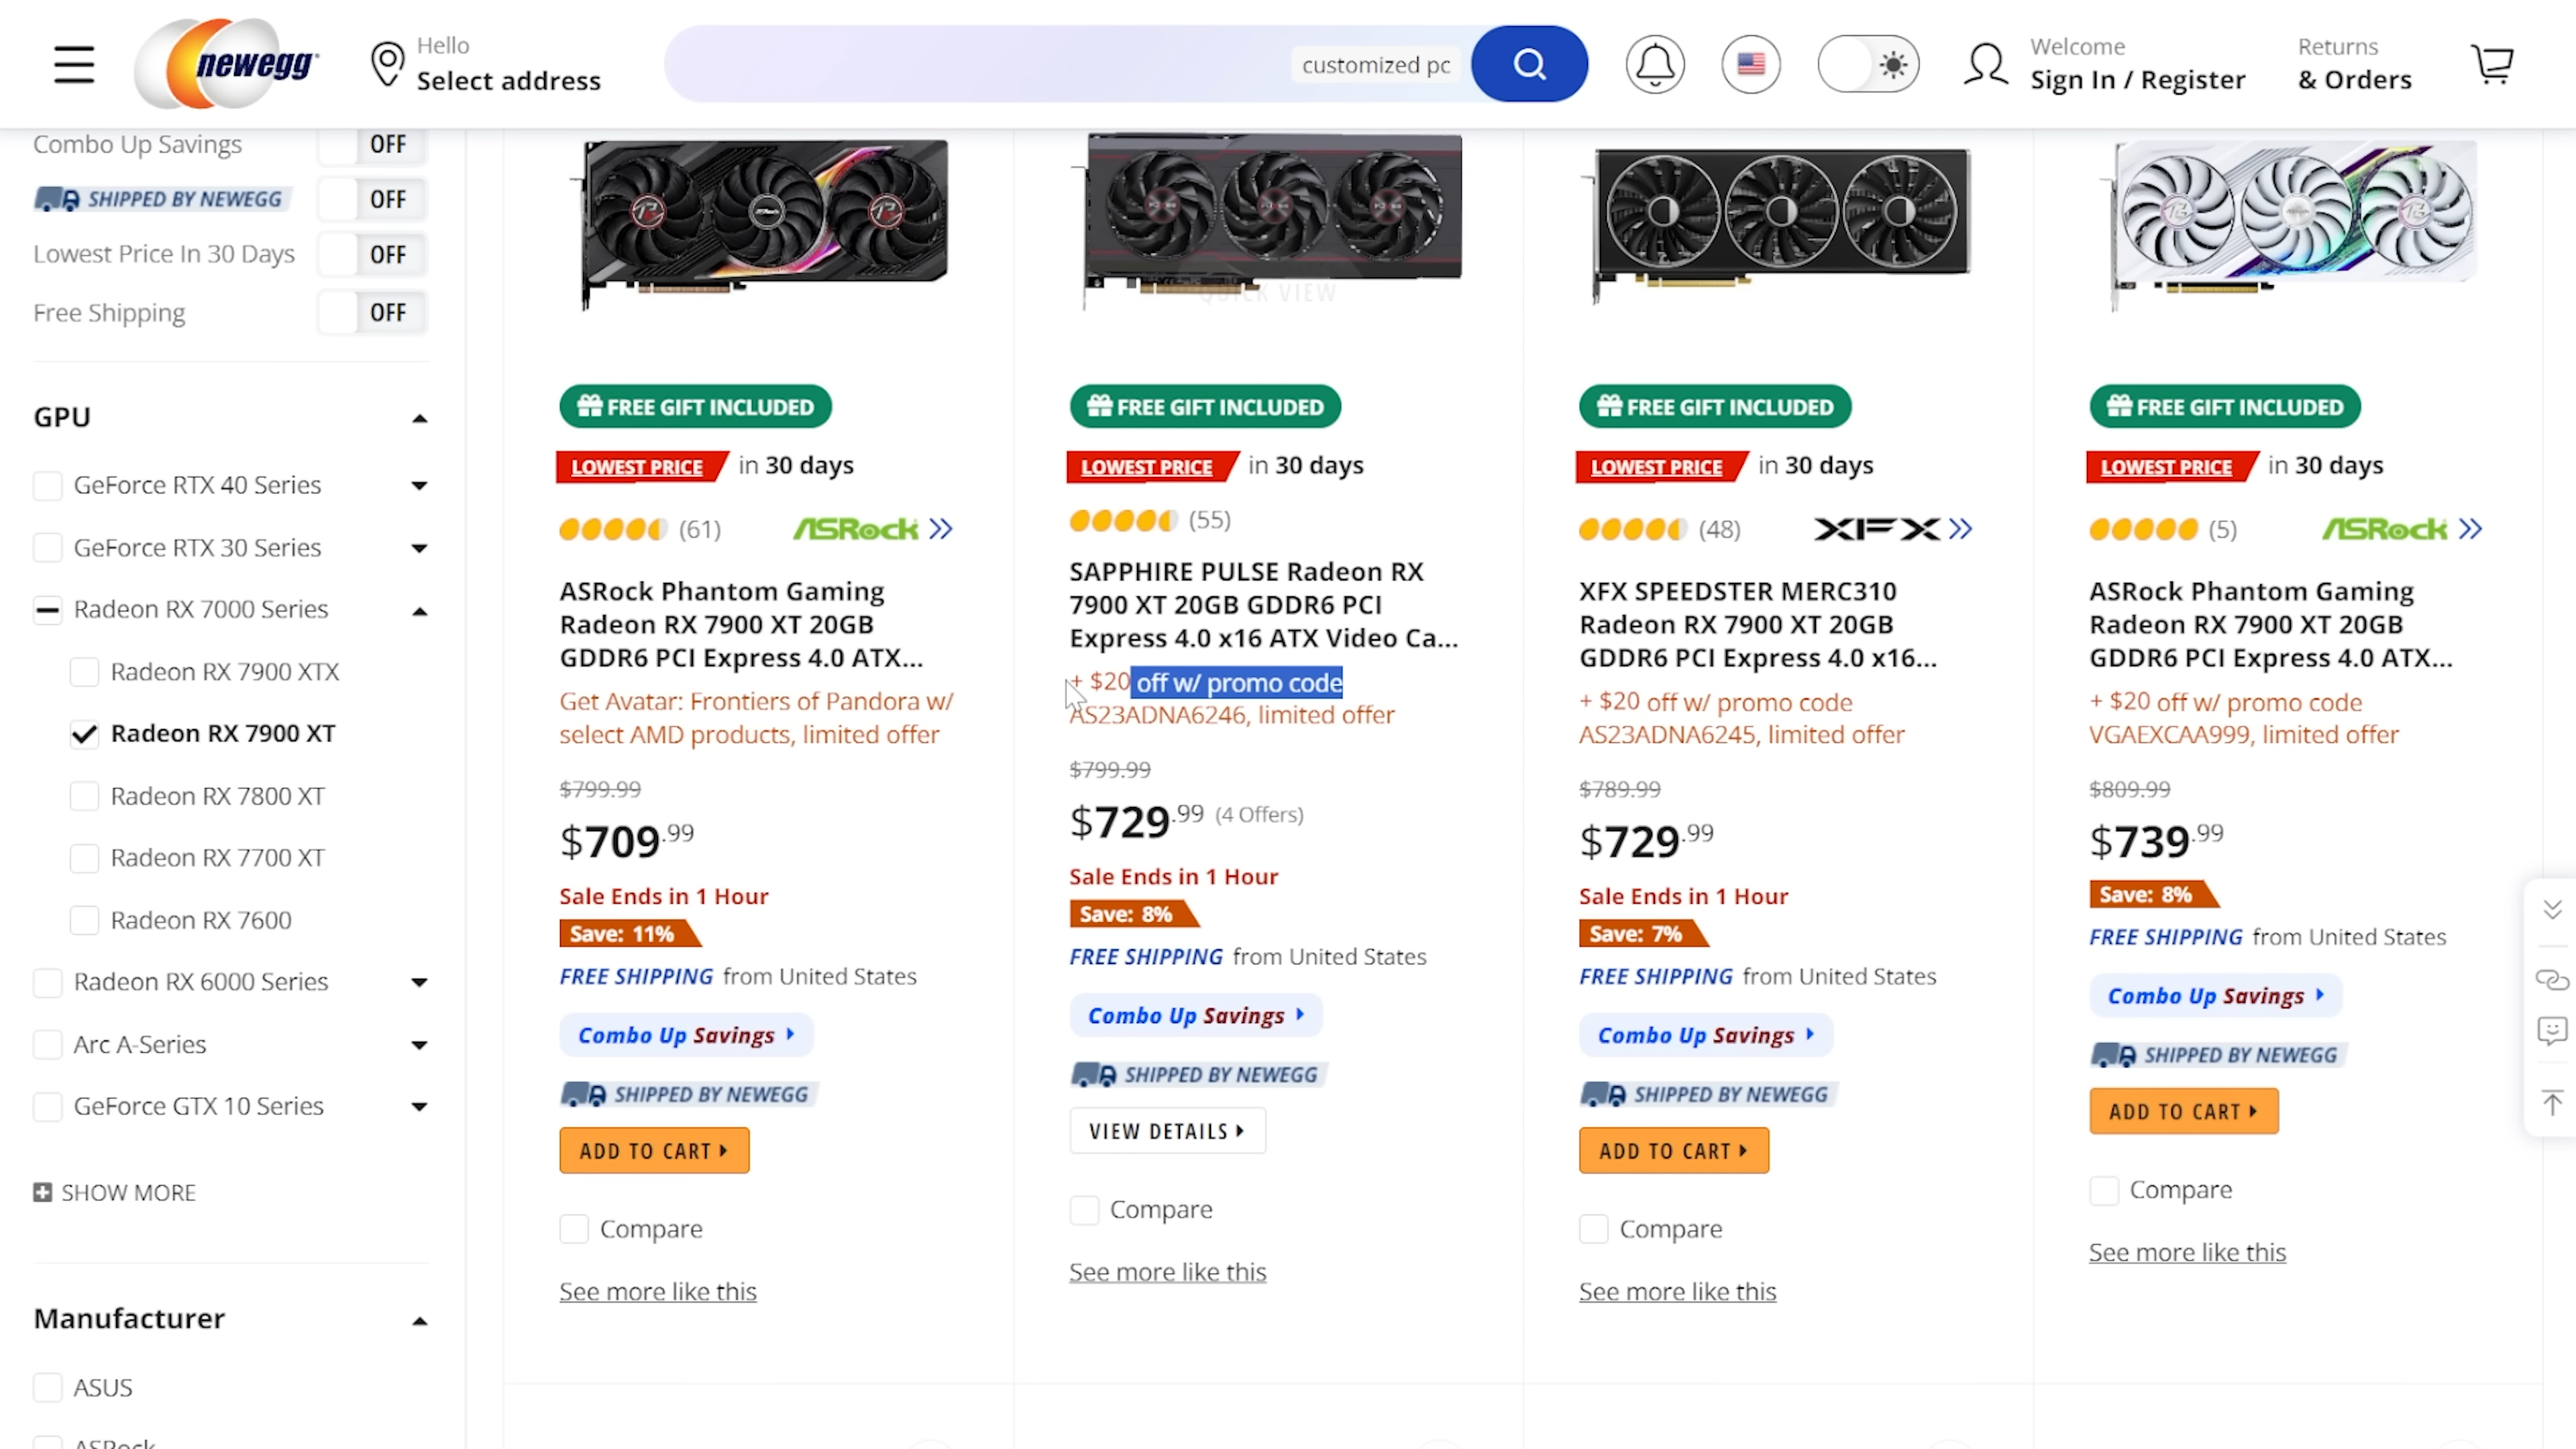 newegg
Hello
Select address
customized pc
Welcome
Sign In / Register
Returns
& Orders
Combo Up Savings OFF
SHIPPED BY NEWEGG OFF
Lowest Price In 30 Days OFF
Free Shipping OFF
GPU
GeForce RTX 40 Series
GeForce RTX 30 Series
Radeon RX 7000 Series
Radeon RX 7900 XTX
Radeon RX 7900 XT
Radeon RX 7800 XT
Radeon RX 7700 XT
Radeon RX 7600
Radeon RX 6000 Series
Arc A-Series
GeForce GTX 10 Series
SHOW MORE
Manufacturer
ASUS
ASRock
FREE GIFT INCLUDED
LOWEST PRICE in 30 days
(61) ASRock
ASRock Phantom Gaming
Radeon RX 7900 XT 20GB
GDDR6 PCI Express 4.0 ATX...
Get Avatar: Frontiers of Pandora w/
select AMD products, limited offer
$799.99
$709.99
Sale Ends in 1 Hour
Save: 11%
FREE SHIPPING from United States
Combo Up Savings
SHIPPED BY NEWEGG
ADD TO CART
Compare
See more like this
QUICK VIEW
FREE GIFT INCLUDED
LOWEST PRICE in 30 days
(55)
SAPPHIRE PULSE Radeon RX
7900 XT 20GB GDDR6 PCI
Express 4.0 x16 ATX Video Ca...
+ $20 off w/ promo code
AS23ADNA6246, limited offer
$799.99
$729.99 (4 Offers)
Sale Ends in 1 Hour
Save: 8%
FREE SHIPPING from United States
Combo Up Savings
SHIPPED BY NEWEGG
VIEW DETAILS
Compare
See more like this
FREE GIFT INCLUDED
LOWEST PRICE in 30 days
(48) XFX
XFX SPEEDSTER MERC310
Radeon RX 7900 XT 20GB
GDDR6 PCI Express 4.0 x16...
+ $20 off w/ promo code
AS23ADNA6245, limited offer
$789.99
$729.99
Sale Ends in 1 Hour
Save: 7%
FREE SHIPPING from United States
Combo Up Savings
SHIPPED BY NEWEGG
ADD TO CART
Compare
See more like this
FREE GIFT INCLUDED
LOWEST PRICE in 30 days
(5) ASRock
ASRock Phantom Gaming
Radeon RX 7900 XT 20GB
GDDR6 PCI Express 4.0 ATX...
+ $20 off w/ promo code
VGAEXCAA999, limited offer
$809.99
$739.99
Save: 8%
FREE SHIPPING from United States
Combo Up Savings
SHIPPED BY NEWEGG
ADD TO CART
Compare
See more like this